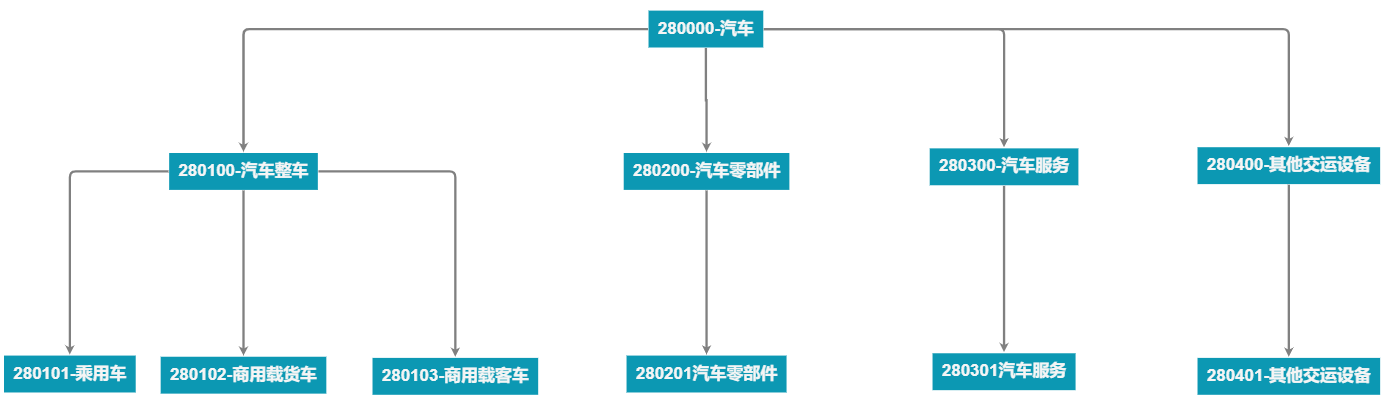 280000-汽车
280100-汽车整车
280200-汽车零部件
280300-汽车服务
280400-其他交运设备
280101-乘用车
280102-商用载货车
280103-商用载客车
280201汽车零部件
280301汽车服务
280401-其他交运设备